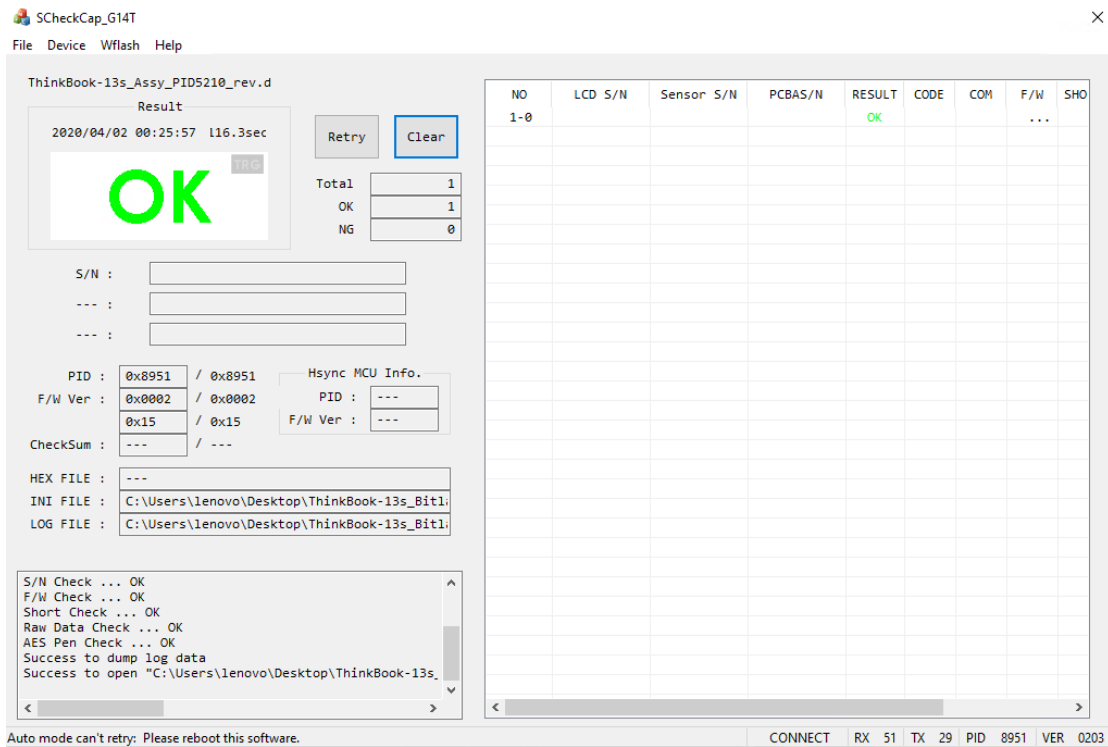 SCheckCap_G14T
File Device Wflash Help
ThinkBook-13s_Assy_PID5210_rev.d
Result
2020/04/02 00:25:57 116.3sec
TRG
OK
Retry Clear
Total 1
OK 1
NG 0
S/N :
--- :
--- :
PID : 0x8951 / 0x8951
F/W Ver : 0x0002 / 0x0002
0x15 / 0x15
CheckSum : --- / ---
Hsync MCU Info.
PID : ---
F/W Ver : ---
HEX FILE : ---
INI FILE : C:\Users\lenovo\Desktop\ThinkBook-13s_Bitl
LOG FILE : C:\Users\lenovo\Desktop\ThinkBook-13s_Bitl
S/N Check ... OK
F/W Check ... OK
Short Check ... OK
Raw Data Check ... OK
AES Pen Check ... OK
Success to dump log data
Success to open "C:\Users\lenovo\Desktop\ThinkBook-13s_
NO LCD S/N Sensor S/N PCBAS/N RESULT CODE COM F/W SHO
1-0 OK ...
Auto mode can't retry: Please reboot this software.
CONNECT RX 51 TX 29 PID 8951 VER 0203